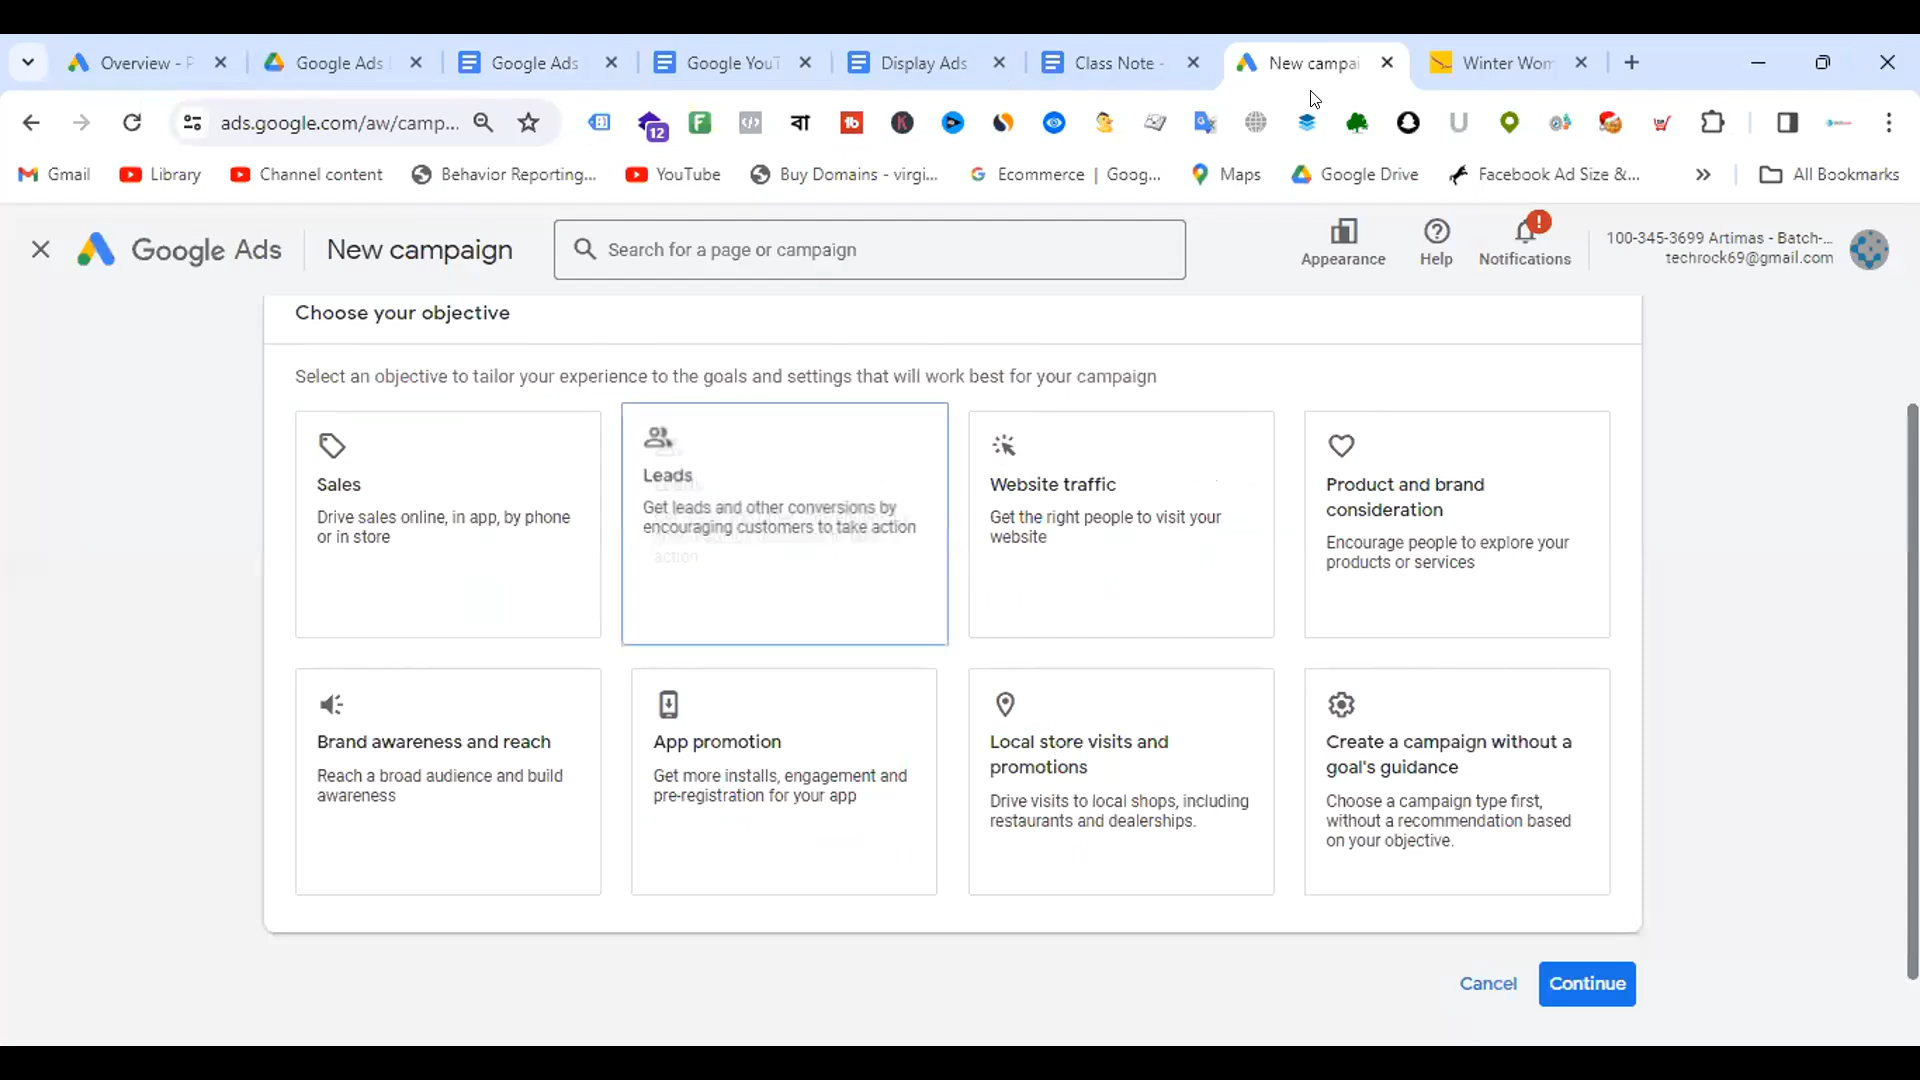 Overview - P
Google Ads
Google Ads
Google YouT
Display Ads
Class Note -
New campai
Winter Wom
ads.google.com/aw/camp...
12
F
বা
tb
K
U
Gmail
Library
Channel content
Behavior Reporting...
YouTube
Buy Domains - virgi...
Ecommerce | Goog...
Maps
Google Drive
Facebook Ad Size &...
All Bookmarks
Google Ads
New campaign
Search for a page or campaign
Appearance
Help
Notifications
100-345-3699 Artimas - Batch-...
techrock69@gmail.com
Choose your objective
Select an objective to tailor your experience to the goals and settings that will work best for your campaign
Sales
Drive sales online, in app, by phone
or in store
Leads
Get leads and other conversions by
encouraging customers to take action
action
Website traffic
Get the right people to visit your
website
Product and brand
consideration
Encourage people to explore your
products or services
Brand awareness and reach
Reach a broad audience and build
awareness
App promotion
Get more installs, engagement and
pre-registration for your app
Local store visits and
promotions
Drive visits to local shops, including
restaurants and dealerships.
Create a campaign without a
goal's guidance
Choose a campaign type first,
without a recommendation based
on your objective.
Cancel
Continue